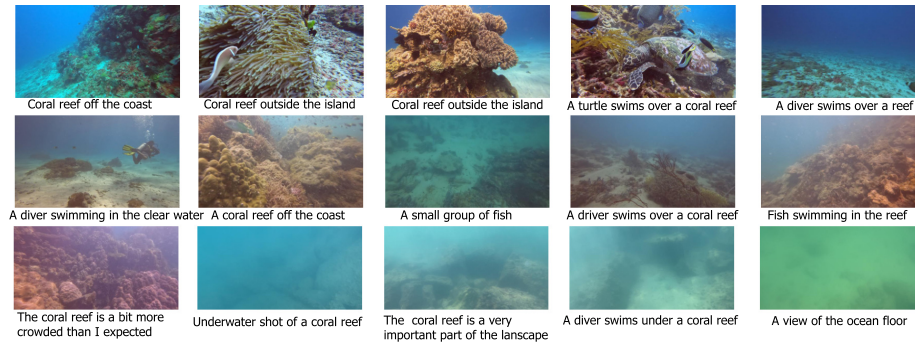 Coral reef off the coast
Coral reef outside the island
Coral reef outside the island
A turtle swims over a coral reef
A diver swims over a reef
A diver swimming in the clear water
A coral reef off the coast
A small group of fish
A driver swims over a coral reef
Fish swimming in the reef
The coral reef is a bit more
crowded than I expected
Underwater shot of a coral reef
The coral reef is a very
important part of the lanscape
A diver swims under a coral reef
A view of the ocean floor